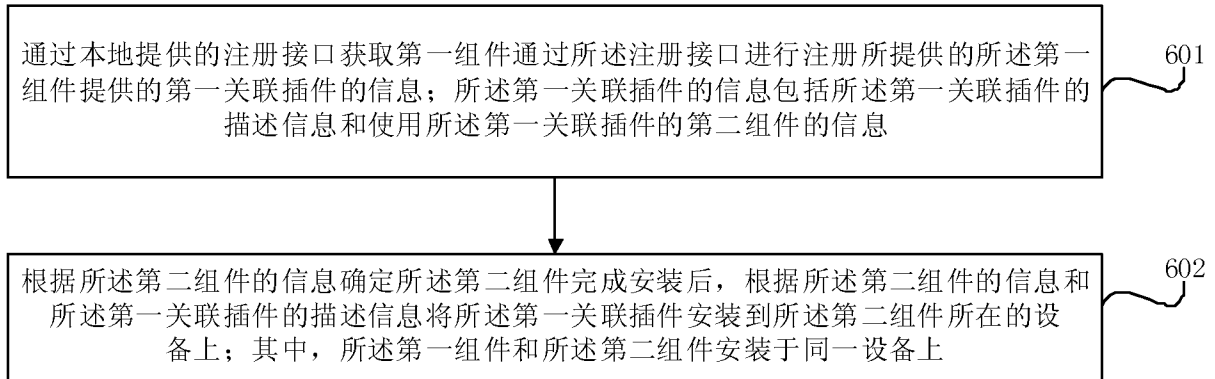 通过本地提供的注册接口获取第一组件通过所述注册接口进行注册所提供的所述第一
组件提供的第一关联插件的信息；所述第一关联插件的信息包括所述第一关联插件的
描述信息和使用所述第一关联插件的第二组件的信息
601
根据所述第二组件的信息确定所述第二组件完成安装后，根据所述第二组件的信息和
所述第一关联插件的描述信息将所述第一关联插件安装到所述第二组件所在的设
备上；其中，所述第一组件和所述第二组件安装于同一设备上
602